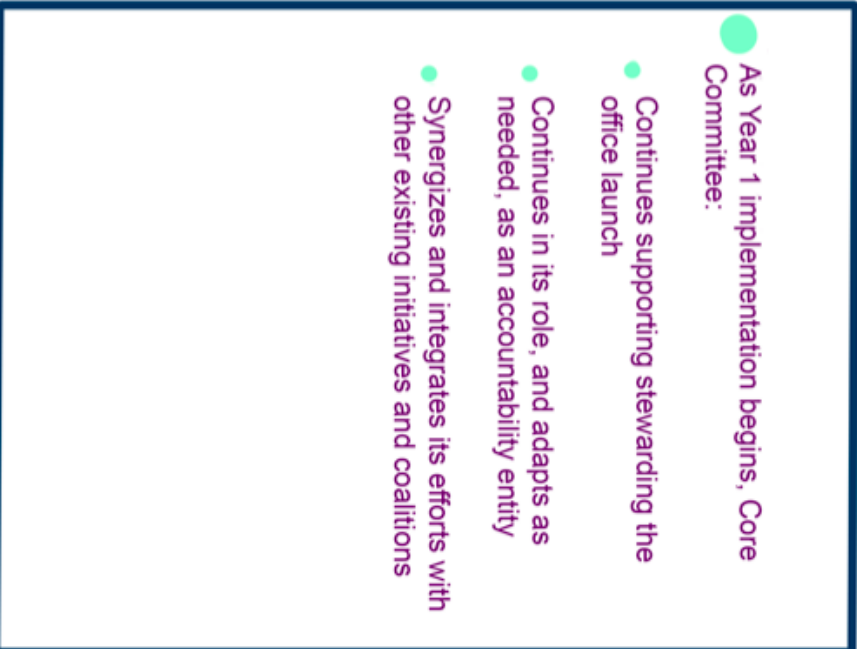 As Year 1 implementation begins, Core
Committee:
Continues supporting stewarding the
office launch
Continues in its role, and adapts as
needed, as an accountability entity
Synergizes and integrates its efforts with
other existing initiatives and coalitions